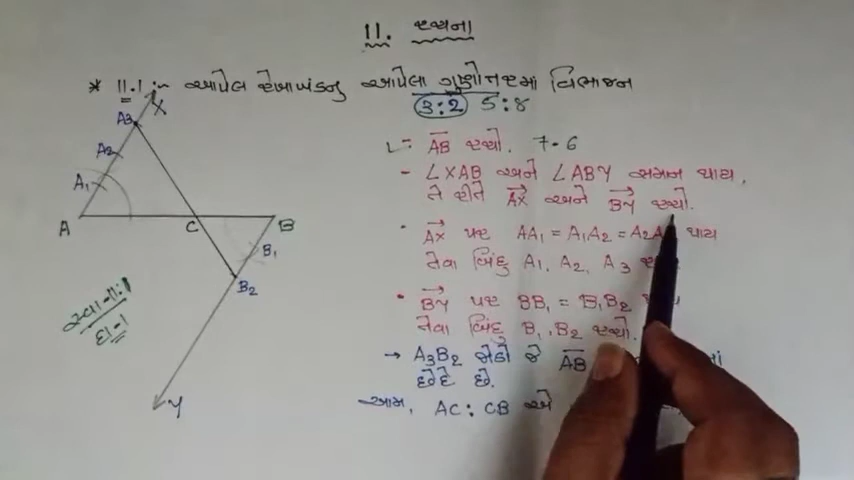 11. રચના
* 11.1 :- આપેલ રેખાખંડનુ આપેલા ગુણોત્તરમાં વિભાજન
3:2 5:8
- AB રચો. 7·6
- ∠XAB અને ∠ABY સમાન થાય,
તે રીતે AX અને BY રચો.
• AX પર AA₁ = A₁A₂ = A₂A થાય
તેવા બિંદુ A₁, A₂, A₃
• BY પર BB₁ = B₁B₂
તેવા બિંદુ B₁, B₂ રચો.
→ A₃B₂ જોડો જે AB માં
છેદે છે.
આમ, AC : CB એ
X
A₃
A₂
A₁
A
C
B
B₁
B₂
Y
રચના-11:1
દા-1